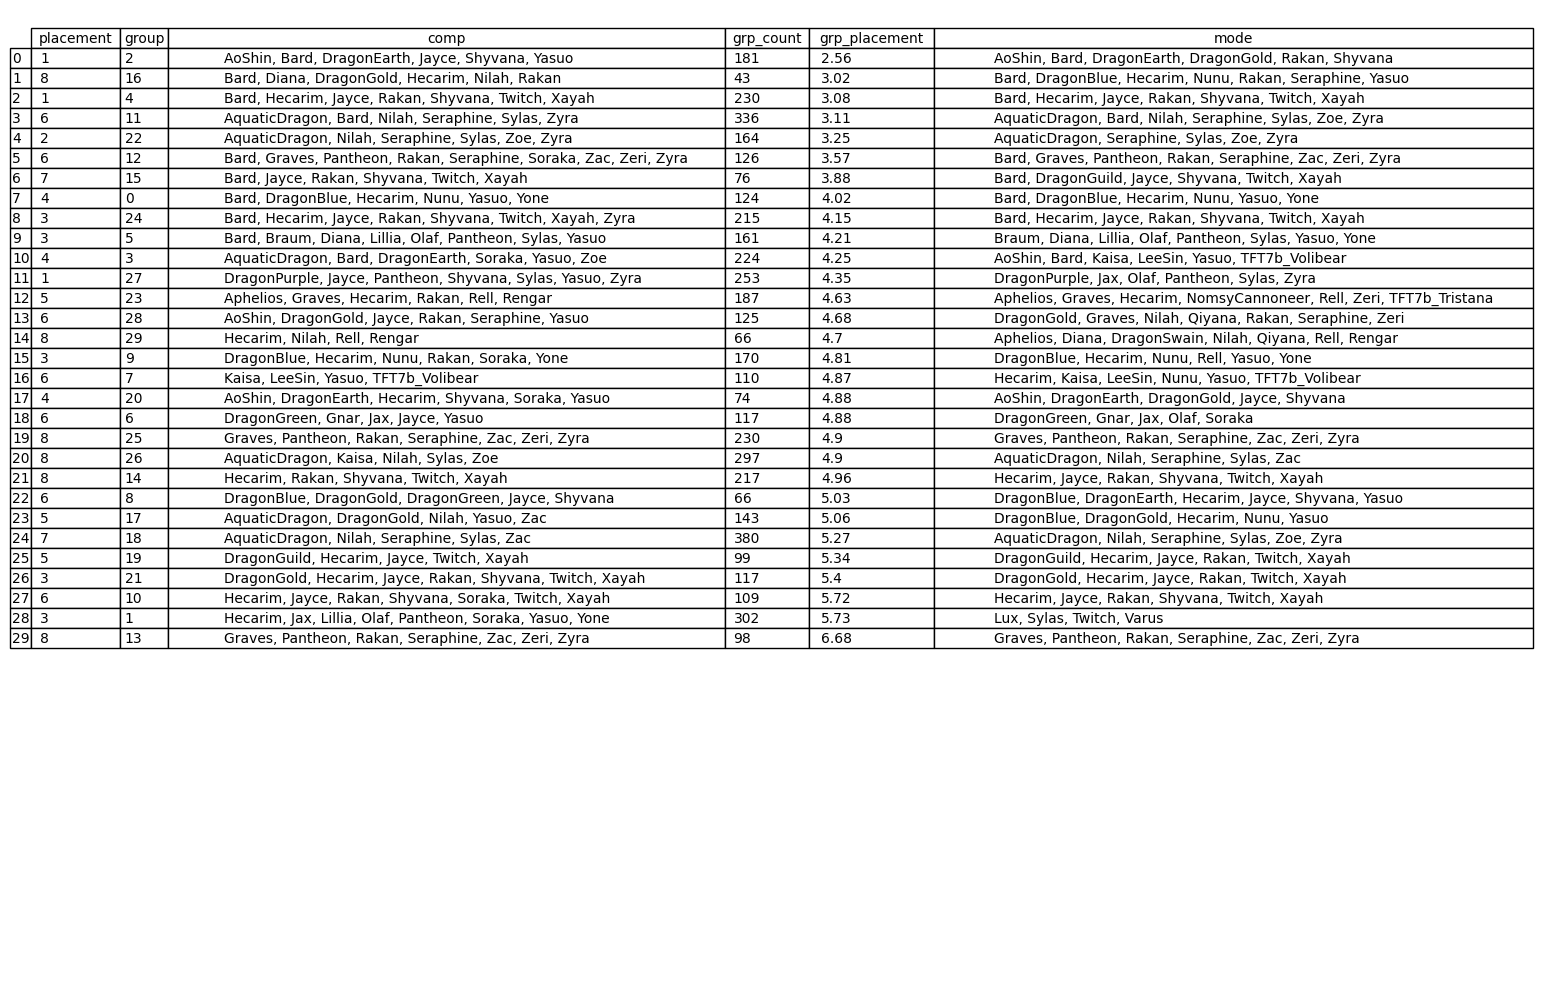 placement group comp grp_count grp_placement mode
0 1 2 AoShin, Bard, DragonEarth, Jayce, Shyvana, Yasuo 181 2.56 AoShin, Bard, DragonEarth, DragonGold, Rakan, Shyvana
1 8 16 Bard, Diana, DragonGold, Hecarim, Nilah, Rakan 43 3.02 Bard, DragonBlue, Hecarim, Nunu, Rakan, Seraphine, Yasuo
2 1 4 Bard, Hecarim, Jayce, Rakan, Shyvana, Twitch, Xayah 230 3.08 Bard, Hecarim, Jayce, Rakan, Shyvana, Twitch, Xayah
3 6 11 AquaticDragon, Bard, Nilah, Seraphine, Sylas, Zyra 336 3.11 AquaticDragon, Bard, Nilah, Seraphine, Sylas, Zoe, Zyra
4 2 22 AquaticDragon, Nilah, Seraphine, Sylas, Zoe, Zyra 164 3.25 AquaticDragon, Seraphine, Sylas, Zoe, Zyra
5 6 12 Bard, Graves, Pantheon, Rakan, Seraphine, Soraka, Zac, Zeri, Zyra 126 3.57 Bard, Graves, Pantheon, Rakan, Seraphine, Zac, Zeri, Zyra
6 7 15 Bard, Jayce, Rakan, Shyvana, Twitch, Xayah 76 3.88 Bard, DragonGuild, Jayce, Shyvana, Twitch, Xayah
7 4 0 Bard, DragonBlue, Hecarim, Nunu, Yasuo, Yone 124 4.02 Bard, DragonBlue, Hecarim, Nunu, Yasuo, Yone
8 3 24 Bard, Hecarim, Jayce, Rakan, Shyvana, Twitch, Xayah, Zyra 215 4.15 Bard, Hecarim, Jayce, Rakan, Shyvana, Twitch, Xayah
9 3 5 Bard, Braum, Diana, Lillia, Olaf, Pantheon, Sylas, Yasuo 161 4.21 Braum, Diana, Lillia, Olaf, Pantheon, Sylas, Yasuo, Yone
10 4 3 AquaticDragon, Bard, DragonEarth, Soraka, Yasuo, Zoe 224 4.25 AoShin, Bard, Kaisa, LeeSin, Yasuo, TFT7b_Volibear
11 1 27 DragonPurple, Jayce, Pantheon, Shyvana, Sylas, Yasuo, Zyra 253 4.35 DragonPurple, Jax, Olaf, Pantheon, Sylas, Zyra
12 5 23 Aphelios, Graves, Hecarim, Rakan, Rell, Rengar 187 4.63 Aphelios, Graves, Hecarim, NomsyCannoneer, Rell, Zeri, TFT7b_Tristana
13 6 28 AoShin, DragonGold, Jayce, Rakan, Seraphine, Yasuo 125 4.68 DragonGold, Graves, Nilah, Qiyana, Rakan, Seraphine, Zeri
14 8 29 Hecarim, Nilah, Rell, Rengar 66 4.7 Aphelios, Diana, DragonSwain, Nilah, Qiyana, Rell, Rengar
15 3 9 DragonBlue, Hecarim, Nunu, Rakan, Soraka, Yone 170 4.81 DragonBlue, Hecarim, Nunu, Rell, Yasuo, Yone
16 6 7 Kaisa, LeeSin, Yasuo, TFT7b_Volibear 110 4.87 Hecarim, Kaisa, LeeSin, Nunu, Yasuo, TFT7b_Volibear
17 4 20 AoShin, DragonEarth, Hecarim, Shyvana, Soraka, Yasuo 74 4.88 AoShin, DragonEarth, DragonGold, Jayce, Shyvana
18 6 6 DragonGreen, Gnar, Jax, Jayce, Yasuo 117 4.88 DragonGreen, Gnar, Jax, Olaf, Soraka
19 8 25 Graves, Pantheon, Rakan, Seraphine, Zac, Zeri, Zyra 230 4.9 Graves, Pantheon, Rakan, Seraphine, Zac, Zeri, Zyra
20 8 26 AquaticDragon, Kaisa, Nilah, Sylas, Zoe 297 4.9 AquaticDragon, Nilah, Seraphine, Sylas, Zac
21 8 14 Hecarim, Rakan, Shyvana, Twitch, Xayah 217 4.96 Hecarim, Jayce, Rakan, Shyvana, Twitch, Xayah
22 6 8 DragonBlue, DragonGold, DragonGreen, Jayce, Shyvana 66 5.03 DragonBlue, DragonEarth, Hecarim, Jayce, Shyvana, Yasuo
23 5 17 AquaticDragon, DragonGold, Nilah, Yasuo, Zac 143 5.06 DragonBlue, DragonGold, Hecarim, Nunu, Yasuo
24 7 18 AquaticDragon, Nilah, Seraphine, Sylas, Zac 380 5.27 AquaticDragon, Nilah, Seraphine, Sylas, Zoe, Zyra
25 5 19 DragonGuild, Hecarim, Jayce, Twitch, Xayah 99 5.34 DragonGuild, Hecarim, Jayce, Rakan, Twitch, Xayah
26 3 21 DragonGold, Hecarim, Jayce, Rakan, Shyvana, Twitch, Xayah 117 5.4 DragonGold, Hecarim, Jayce, Rakan, Twitch, Xayah
27 6 10 Hecarim, Jayce, Rakan, Shyvana, Soraka, Twitch, Xayah 109 5.72 Hecarim, Jayce, Rakan, Shyvana, Twitch, Xayah
28 3 1 Hecarim, Jax, Lillia, Olaf, Pantheon, Soraka, Yasuo, Yone 302 5.73 Lux, Sylas, Twitch, Varus
29 8 13 Graves, Pantheon, Rakan, Seraphine, Zac, Zeri, Zyra 98 6.68 Graves, Pantheon, Rakan, Seraphine, Zac, Zeri, Zyra